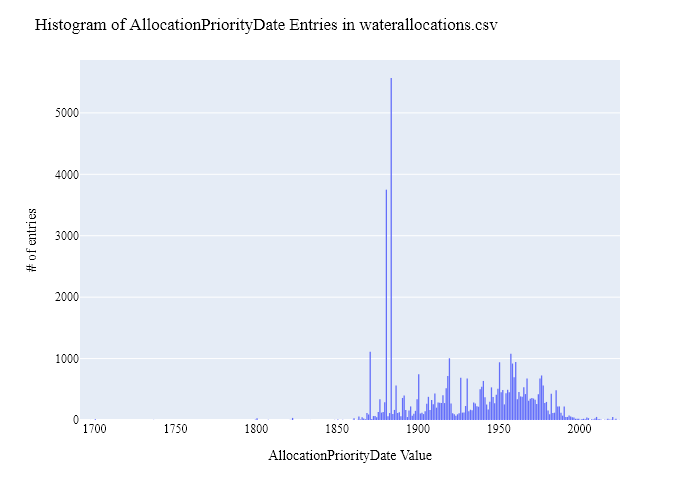 Histogram of AllocationPriorityDate Entries in waterallocations.csv
# of entries
5000
4000
3000
2000
1000
0
1700 1750 1800 1850 1900 1950 2000
AllocationPriorityDate Value